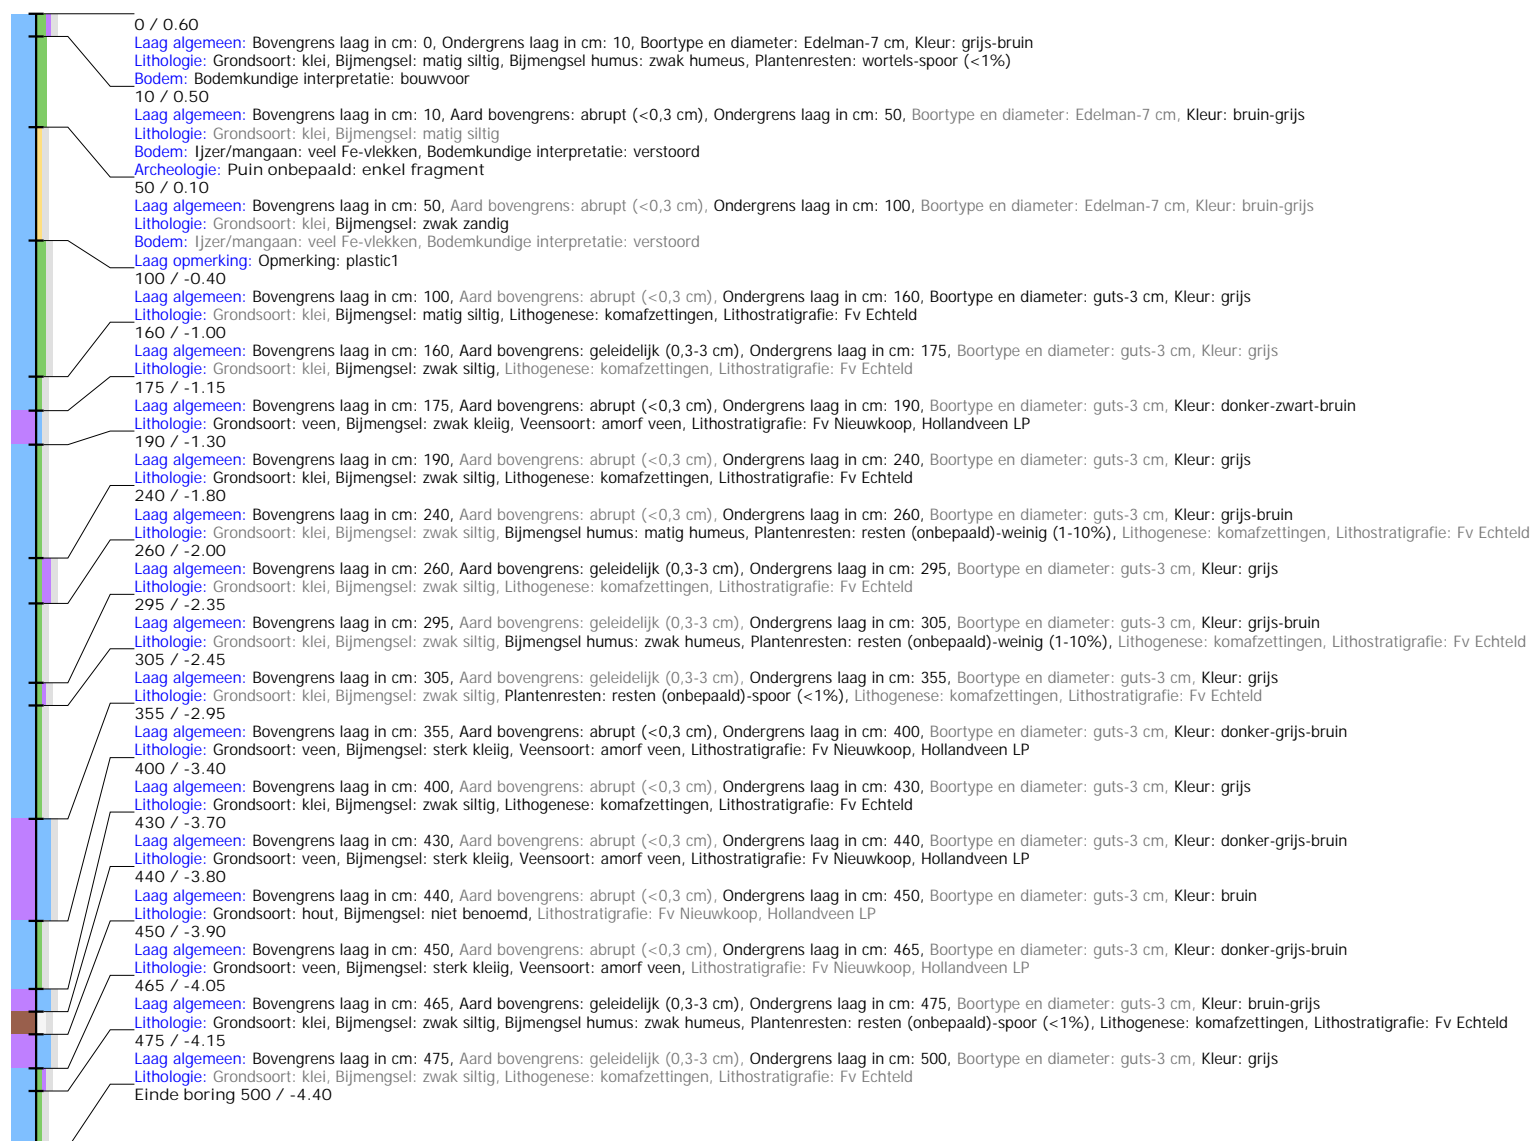 0 / 0.60
Laag algemeen: Bovengrens laag in cm: 0, Ondergrens laag in cm: 10, Boortype en diameter: Edelman-7 cm, Kleur: grijs-bruin
Lithologie: Grondsoort: klei, Bijmengsel: matig siltig, Bijmengsel humus: zwak humeus, Plantenresten: wortels-spoor (<1%)
Bodem: Bodemkundige interpretatie: bouwvoor
10 / 0.50
Laag algemeen: Bovengrens laag in cm: 10, Aard bovengrens: abrupt (<0,3 cm), Ondergrens laag in cm: 50, Boortype en diameter: Edelman-7 cm, Kleur: bruin-grijs
Lithologie: Grondsoort: klei, Bijmengsel: matig siltig
Bodem: Ijzer/mangaan: veel Fe-vlekken, Bodemkundige interpretatie: verstoord
Archeologie: Puin onbepaald: enkel fragment
50 / 0.10
Laag algemeen: Bovengrens laag in cm: 50, Aard bovengrens: abrupt (<0,3 cm), Ondergrens laag in cm: 100, Boortype en diameter: Edelman-7 cm, Kleur: bruin-grijs
Lithologie: Grondsoort: klei, Bijmengsel: zwak zandig
Bodem: Ijzer/mangaan: veel Fe-vlekken, Bodemkundige interpretatie: verstoord
Laag opmerking: Opmerking: plastic1
100 / -0.40
Laag algemeen: Bovengrens laag in cm: 100, Aard bovengrens: abrupt (<0,3 cm), Ondergrens laag in cm: 160, Boortype en diameter: guts-3 cm, Kleur: grijs
Lithologie: Grondsoort: klei, Bijmengsel: matig siltig, Lithogenese: komafzettingen, Lithostratigrafie: Fv Echteld
160 / -1.00
Laag algemeen: Bovengrens laag in cm: 160, Aard bovengrens: geleidelijk (0,3-3 cm), Ondergrens laag in cm: 175, Boortype en diameter: guts-3 cm, Kleur: grijs
Lithologie: Grondsoort: klei, Bijmengsel: zwak siltig, Lithogenese: komafzettingen, Lithostratigrafie: Fv Echteld
175 / -1.15
Laag algemeen: Bovengrens laag in cm: 175, Aard bovengrens: abrupt (<0,3 cm), Ondergrens laag in cm: 190, Boortype en diameter: guts-3 cm, Kleur: donker-zwart-bruin
Lithologie: Grondsoort: veen, Bijmengsel: zwak kleiig, Veensoort: amorf veen, Lithostratigrafie: Fv Nieuwkoop, Hollandveen LP
190 / -1.30
Laag algemeen: Bovengrens laag in cm: 190, Aard bovengrens: abrupt (<0,3 cm), Ondergrens laag in cm: 240, Boortype en diameter: guts-3 cm, Kleur: grijs
Lithologie: Grondsoort: klei, Bijmengsel: zwak siltig, Lithogenese: komafzettingen, Lithostratigrafie: Fv Echteld
240 / -1.80
Laag algemeen: Bovengrens laag in cm: 240, Aard bovengrens: abrupt (<0,3 cm), Ondergrens laag in cm: 260, Boortype en diameter: guts-3 cm, Kleur: grijs-bruin
Lithologie: Grondsoort: klei, Bijmengsel: zwak siltig, Bijmengsel humus: matig humeus, Plantenresten: resten (onbepaald)-weinig (1-10%), Lithogenese: komafzettingen, Lithostratigrafie: Fv Echteld
260 / -2.00
Laag algemeen: Bovengrens laag in cm: 260, Aard bovengrens: geleidelijk (0,3-3 cm), Ondergrens laag in cm: 295, Boortype en diameter: guts-3 cm, Kleur: grijs
Lithologie: Grondsoort: klei, Bijmengsel: zwak siltig, Lithogenese: komafzettingen, Lithostratigrafie: Fv Echteld
295 / -2.35
Laag algemeen: Bovengrens laag in cm: 295, Aard bovengrens: geleidelijk (0,3-3 cm), Ondergrens laag in cm: 305, Boortype en diameter: guts-3 cm, Kleur: grijs-bruin
Lithologie: Grondsoort: klei, Bijmengsel: zwak siltig, Bijmengsel humus: zwak humeus, Plantenresten: resten (onbepaald)-weinig (1-10%), Lithogenese: komafzettingen, Lithostratigrafie: Fv Echteld
305 / -2.45
Laag algemeen: Bovengrens laag in cm: 305, Aard bovengrens: geleidelijk (0,3-3 cm), Ondergrens laag in cm: 355, Boortype en diameter: guts-3 cm, Kleur: grijs
Lithologie: Grondsoort: klei, Bijmengsel: zwak siltig, Plantenresten: resten (onbepaald)-spoor (<1%), Lithogenese: komafzettingen, Lithostratigrafie: Fv Echteld
355 / -2.95
Laag algemeen: Bovengrens laag in cm: 355, Aard bovengrens: abrupt (<0,3 cm), Ondergrens laag in cm: 400, Boortype en diameter: guts-3 cm, Kleur: donker-grijs-bruin
Lithologie: Grondsoort: veen, Bijmengsel: sterk kleiig, Veensoort: amorf veen, Lithostratigrafie: Fv Nieuwkoop, Hollandveen LP
400 / -3.40
Laag algemeen: Bovengrens laag in cm: 400, Aard bovengrens: abrupt (<0,3 cm), Ondergrens laag in cm: 430, Boortype en diameter: guts-3 cm, Kleur: grijs
Lithologie: Grondsoort: klei, Bijmengsel: zwak siltig, Lithogenese: komafzettingen, Lithostratigrafie: Fv Echteld
430 / -3.70
Laag algemeen: Bovengrens laag in cm: 430, Aard bovengrens: abrupt (<0,3 cm), Ondergrens laag in cm: 440, Boortype en diameter: guts-3 cm, Kleur: donker-grijs-bruin
Lithologie: Grondsoort: veen, Bijmengsel: sterk kleiig, Veensoort: amorf veen, Lithostratigrafie: Fv Nieuwkoop, Hollandveen LP
440 / -3.80
Laag algemeen: Bovengrens laag in cm: 440, Aard bovengrens: abrupt (<0,3 cm), Ondergrens laag in cm: 450, Boortype en diameter: guts-3 cm, Kleur: bruin
Lithologie: Grondsoort: hout, Bijmengsel: niet benoemd, Lithostratigrafie: Fv Nieuwkoop, Hollandveen LP
450 / -3.90
Laag algemeen: Bovengrens laag in cm: 450, Aard bovengrens: abrupt (<0,3 cm), Ondergrens laag in cm: 465, Boortype en diameter: guts-3 cm, Kleur: donker-grijs-bruin
Lithologie: Grondsoort: veen, Bijmengsel: sterk kleiig, Veensoort: amorf veen, Lithostratigrafie: Fv Nieuwkoop, Hollandveen LP
465 / -4.05
Laag algemeen: Bovengrens laag in cm: 465, Aard bovengrens: geleidelijk (0,3-3 cm), Ondergrens laag in cm: 475, Boortype en diameter: guts-3 cm, Kleur: bruin-grijs
Lithologie: Grondsoort: klei, Bijmengsel: zwak siltig, Bijmengsel humus: zwak humeus, Plantenresten: resten (onbepaald)-spoor (<1%), Lithogenese: komafzettingen, Lithostratigrafie: Fv Echteld
475 / -4.15
Laag algemeen: Bovengrens laag in cm: 475, Aard bovengrens: geleidelijk (0,3-3 cm), Ondergrens laag in cm: 500, Boortype en diameter: guts-3 cm, Kleur: grijs
Lithologie: Grondsoort: klei, Bijmengsel: zwak siltig, Lithogenese: komafzettingen, Lithostratigrafie: Fv Echteld
Einde boring 500 / -4.40